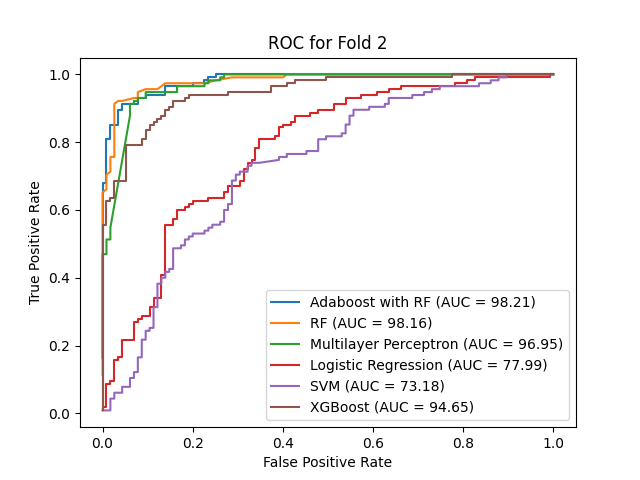 ROC for Fold 2
True Positive Rate
1.0
0.8
0.6
0.4
0.2
0.0
Adaboost with RF (AUC = 98.21)
RF (AUC = 98.16)
Multilayer Perceptron (AUC = 96.95)
Logistic Regression (AUC = 77.99)
SVM (AUC = 73.18)
XGBoost (AUC = 94.65)
0.0 0.2 0.4 0.6 0.8 1.0
False Positive Rate